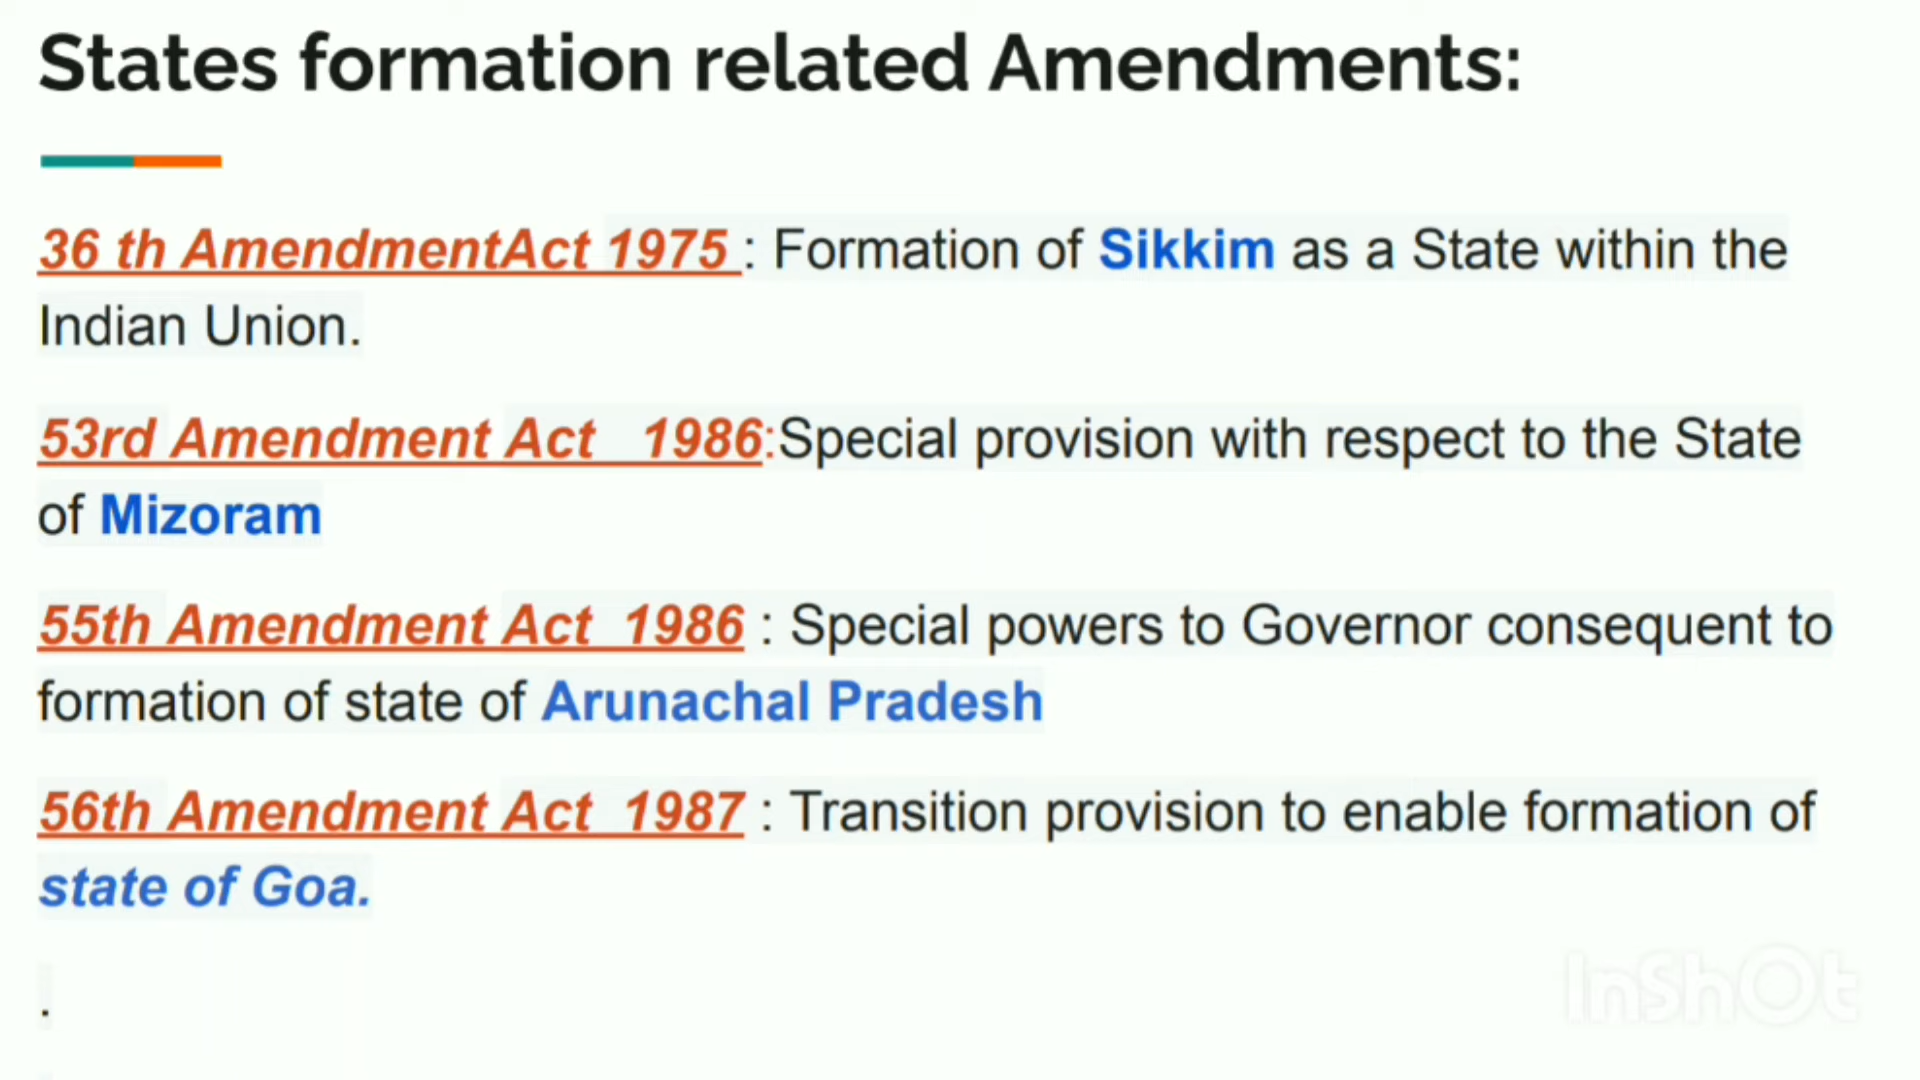 States formation related Amendments:
36 th AmendmentAct 1975 : Formation of Sikkim as a State within the
Indian Union.
53rd Amendment Act   1986:Special provision with respect to the State
of Mizoram
55th Amendment Act  1986 : Special powers to Governor consequent to
formation of state of Arunachal Pradesh
56th Amendment Act  1987 : Transition provision to enable formation of
state of Goa.
.
InShOt